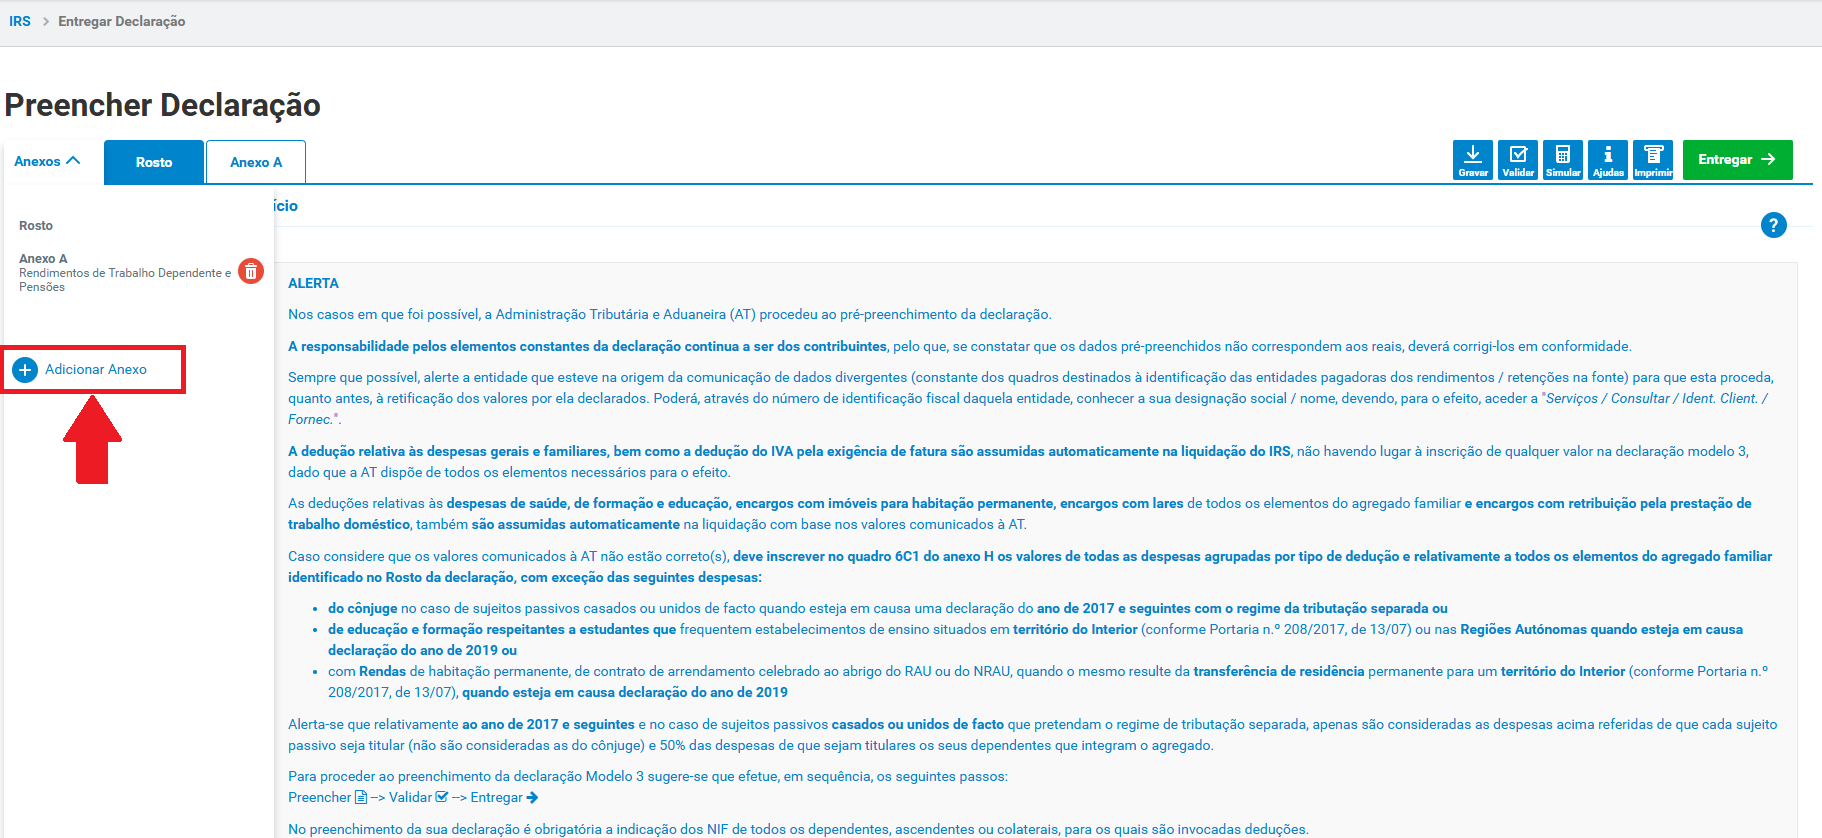 IRS > Entregar Declaração
Preencher Declaração
Anexos Rosto Anexo A
Gravar Validar Simular Ajudas Imprimir Entregar
ício
?
Rosto
Anexo A
Rendimentos de Trabalho Dependente e
Pensões
Adicionar Anexo
ALERTA
Nos casos em que foi possível, a Administração Tributária e Aduaneira (AT) procedeu ao pré-preenchimento da declaração.
A responsabilidade pelos elementos constantes da declaração continua a ser dos contribuintes, pelo que, se constatar que os dados pré-preenchidos não correspondem aos reais, deverá corrigi-los em conformidade.
Sempre que possível, alerte a entidade que esteve na origem da comunicação de dados divergentes (constante dos quadros destinados à identificação das entidades pagadoras dos rendimentos / retenções na fonte) para que esta proceda,
quanto antes, à retificação dos valores por ela declarados. Poderá, através do número de identificação fiscal daquela entidade, conhecer a sua designação social / nome, devendo, para o efeito, aceder a "Serviços / Consultar / Ident. Client. /
Fornec.".
A dedução relativa às despesas gerais e familiares, bem como a dedução do IVA pela exigência de fatura são assumidas automaticamente na liquidação do IRS, não havendo lugar à inscrição de qualquer valor na declaração modelo 3,
dado que a AT dispõe de todos os elementos necessários para o efeito.
As deduções relativas às despesas de saúde, de formação e educação, encargos com imóveis para habitação permanente, encargos com lares de todos os elementos do agregado familiar e encargos com retribuição pela prestação de
trabalho doméstico, também são assumidas automaticamente na liquidação com base nos valores comunicados à AT.
Caso considere que os valores comunicados à AT não estão correto(s), deve inscrever no quadro 6C1 do anexo H os valores de todas as despesas agrupadas por tipo de dedução e relativamente a todos os elementos do agregado familiar
identificado no Rosto da declaração, com exceção das seguintes despesas:
• do cônjuge no caso de sujeitos passivos casados ou unidos de facto quando esteja em causa uma declaração do ano de 2017 e seguintes com o regime da tributação separada ou
• de educação e formação respeitantes a estudantes que frequentem estabelecimentos de ensino situados em território do Interior (conforme Portaria n.º 208/2017, de 13/07) ou nas Regiões Autónomas quando esteja em causa
declaração do ano de 2019 ou
• com Rendas de habitação permanente, de contrato de arrendamento celebrado ao abrigo do RAU ou do NRAU, quando o mesmo resulte da transferência de residência permanente para um território do Interior (conforme Portaria n.º
208/2017, de 13/07), quando esteja em causa declaração do ano de 2019
Alerta-se que relativamente ao ano de 2017 e seguintes e no caso de sujeitos passivos casados ou unidos de facto que pretendam o regime de tributação separada, apenas são consideradas as despesas acima referidas de que cada sujeito
passivo seja titular (não são consideradas as do cônjuge) e 50% das despesas de que sejam titulares os seus dependentes que integram o agregado.
Para proceder ao preenchimento da declaração Modelo 3 sugere-se que efetue, em sequência, os seguintes passos:
Preencher --> Validar --> Entregar
No preenchimento da sua declaração é obrigatória a indicação dos NIF de todos os dependentes, ascendentes ou colaterais, para os quais são invocadas deduções.